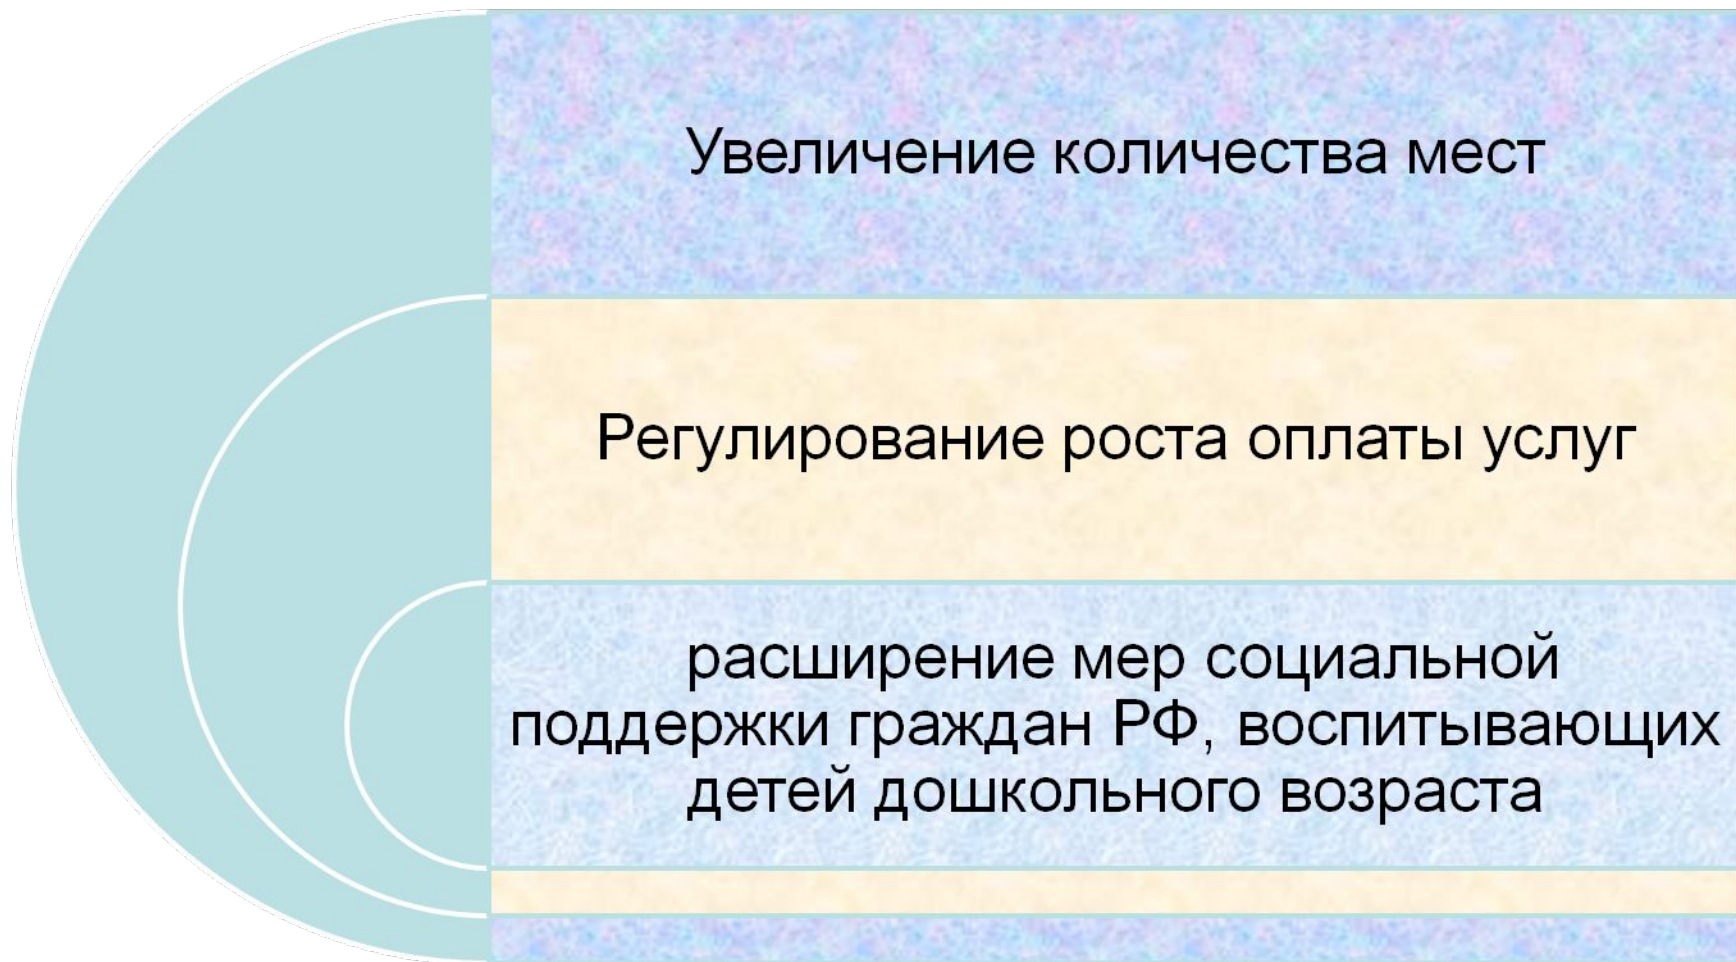 Увеличение количества мест
Регулирование роста оплаты услуг
расширение мер социальной
поддержки граждан РФ, воспитывающих
детей дошкольного возраста